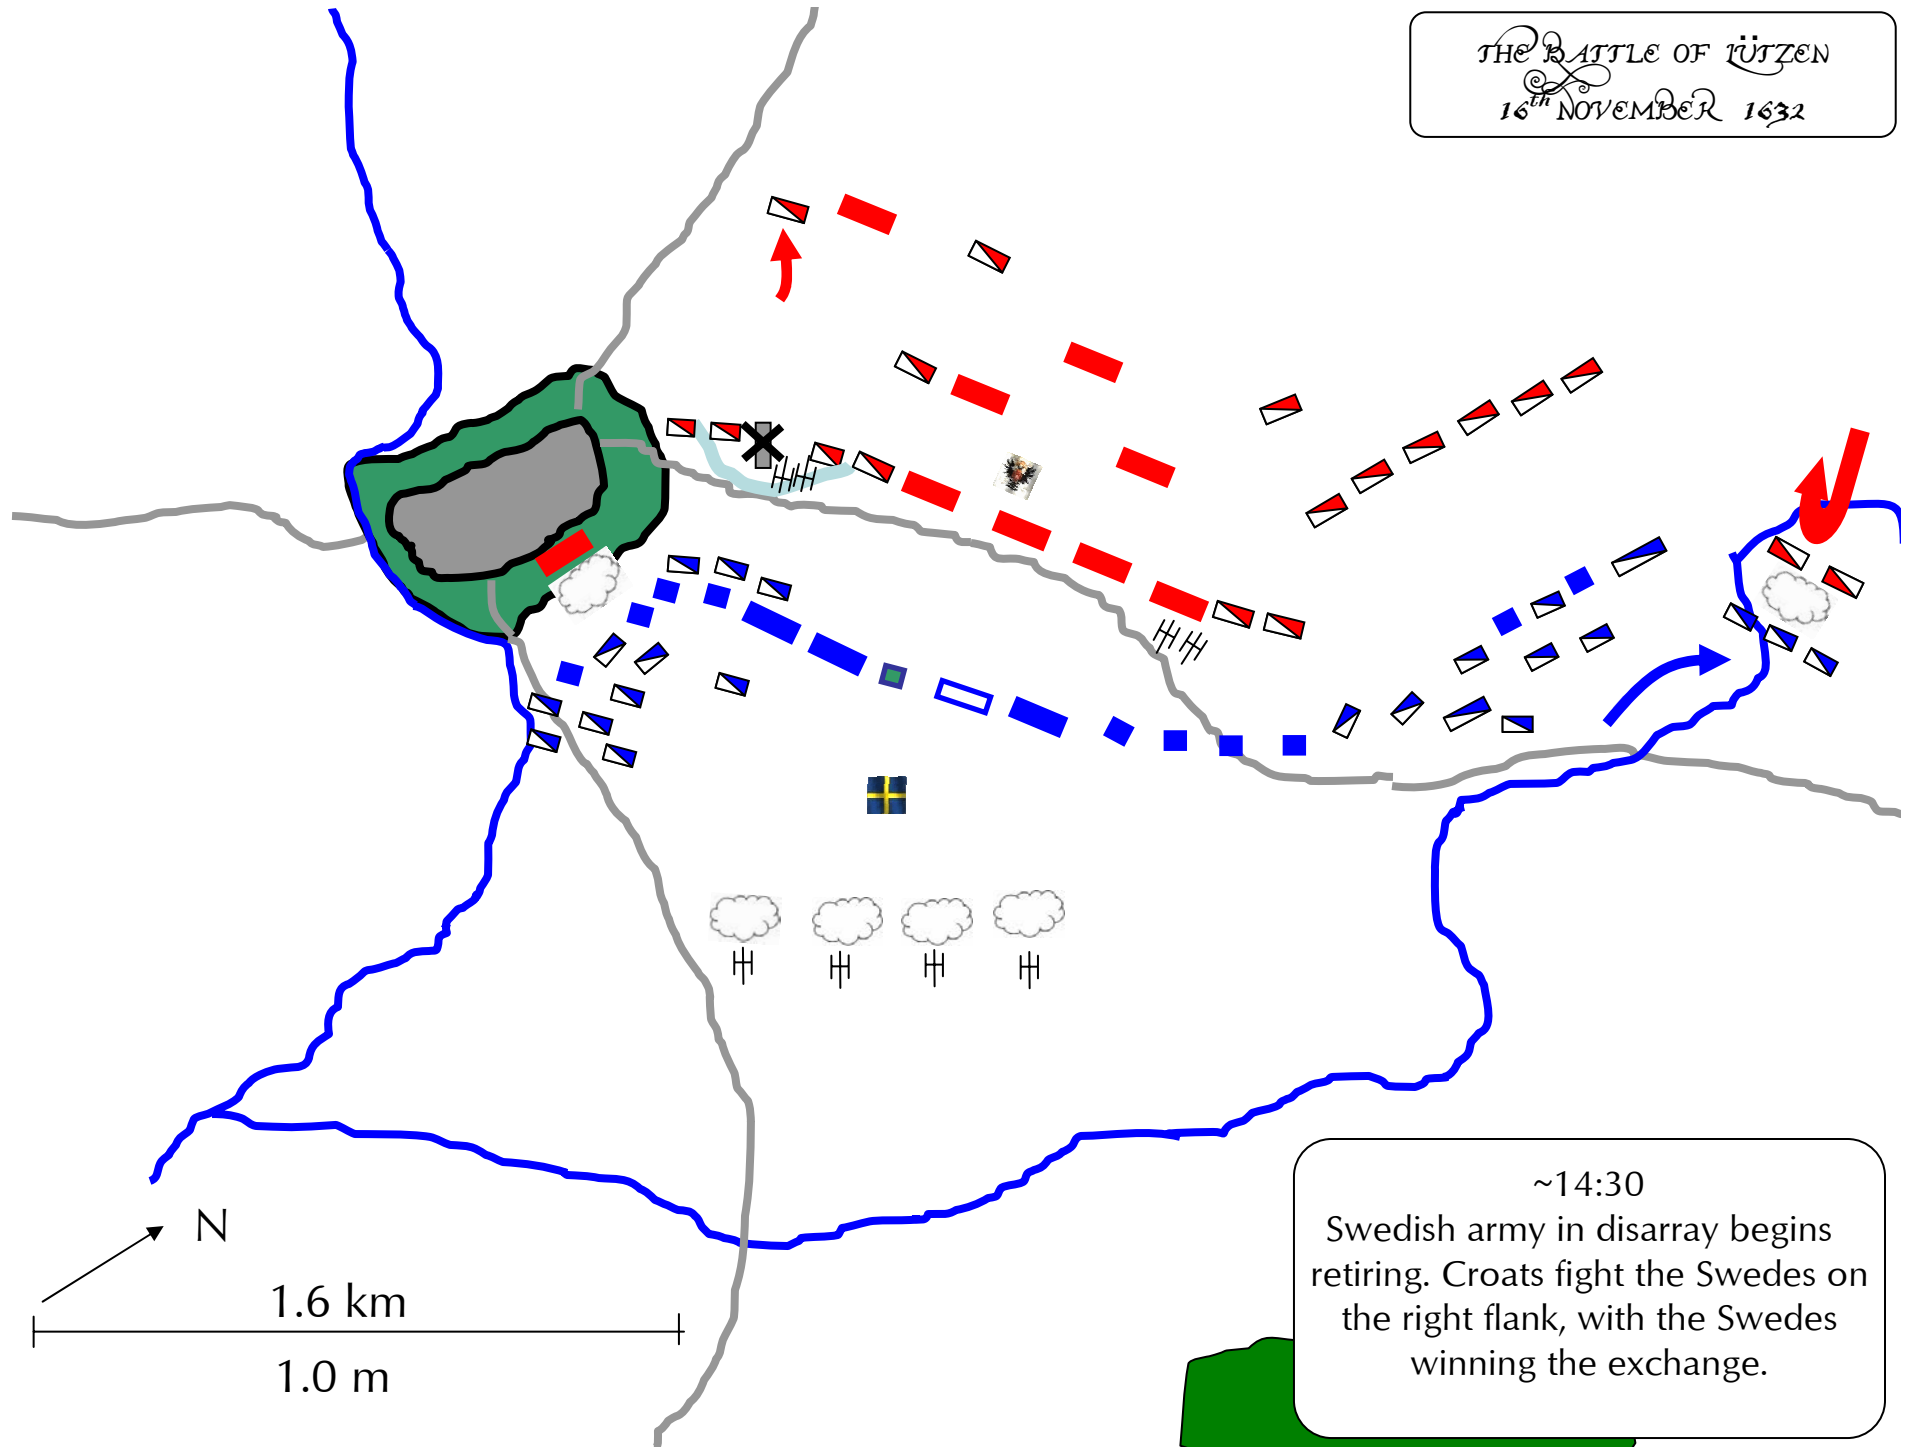 THE BATTLE OF LÜTZEN
16th NOVEMBER 1632
N
1.6 km
1.0 m
~14:30
Swedish army in disarray begins
retiring. Croats fight the Swedes on
the right flank, with the Swedes
winning the exchange.